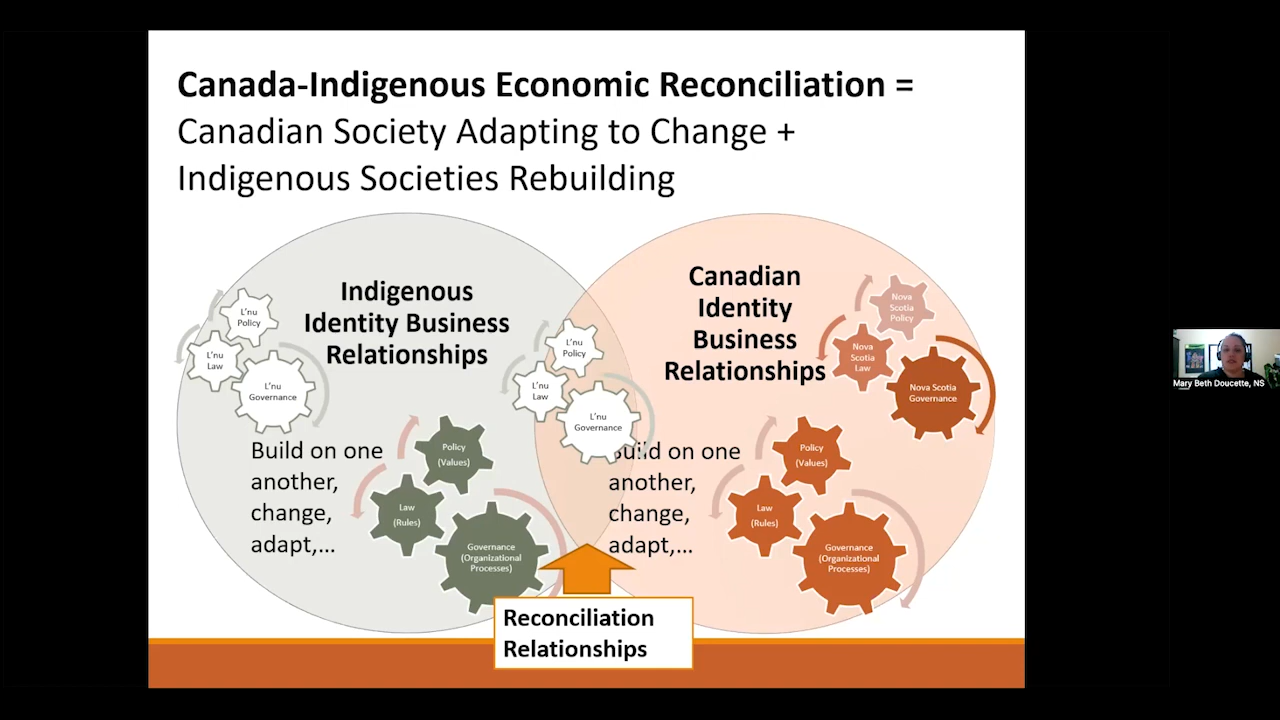 Canada-Indigenous Economic Reconciliation =
Canadian Society Adapting to Change +
Indigenous Societies Rebuilding
Indigenous
Identity Business
Relationships
L'nu
Policy
L'nu
Law
L'nu
Governance
Build on one
another,
change,
adapt,...
Policy
(Values)
Law
(Rules)
Governance
(Organizational
Processes)
L'nu
Policy
L'nu
Law
L'nu
Governance
Canadian
Identity
Business
Relationships
Nova
Scotia
Policy
Nova
Scotia
Law
Nova Scotia
Governance
Build on one
another,
change,
adapt,...
Policy
(Values)
Law
(Rules)
Governance
(Organizational
Processes)
Reconciliation
Relationships
Mary Beth Doucette, NS